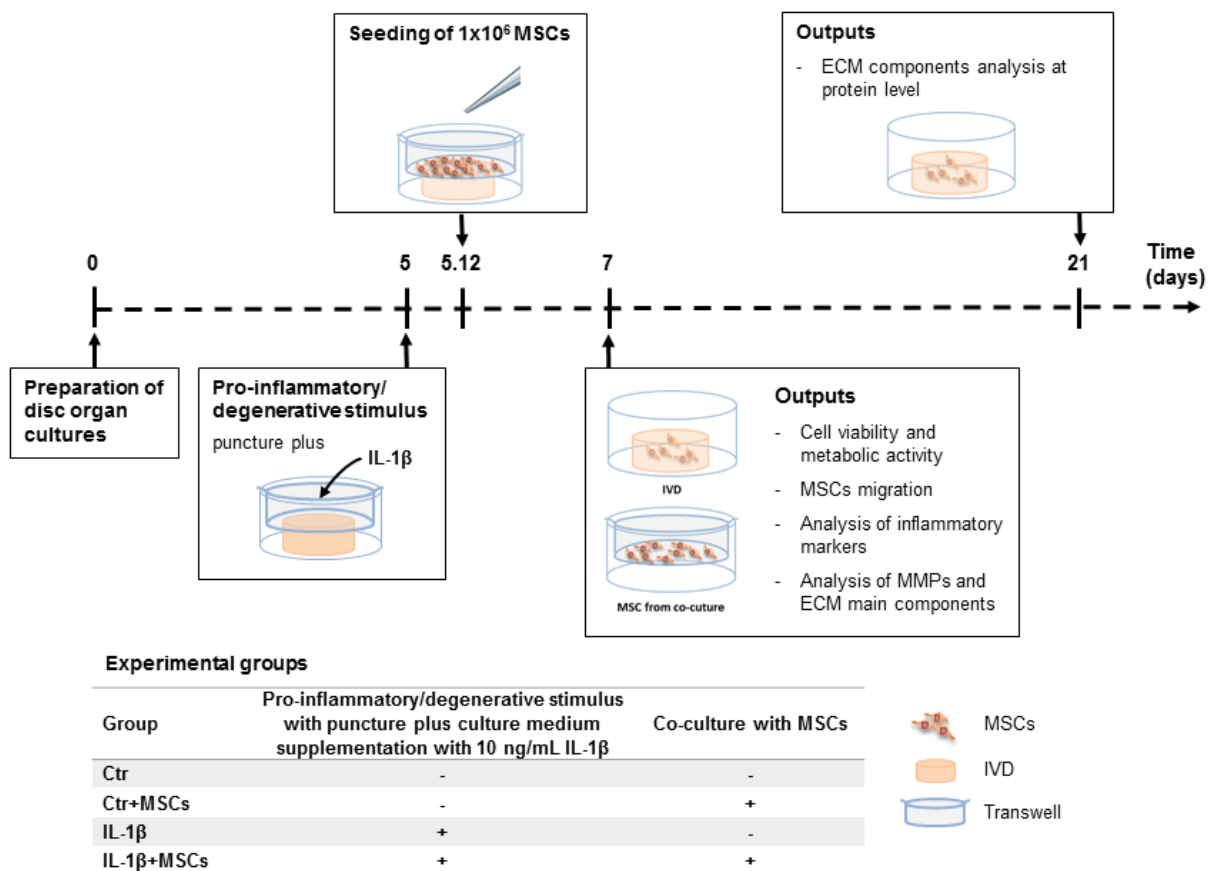 Seeding of 1x10⁶ MSCs
Outputs
- ECM components analysis at
protein level
0
5
5.12
7
21
Time
(days)
Preparation of
disc organ
cultures
Pro-inflammatory/
degenerative stimulus
puncture plus
IL-1β
IVD
MSC from co-cuture
Outputs
- Cell viability and
metabolic activity
- MSCs migration
- Analysis of inflammatory
markers
- Analysis of MMPs and
ECM main components
Experimental groups
Group
Pro-inflammatory/degenerative stimulus
with puncture plus culture medium
supplementation with 10 ng/mL IL-1β
Co-culture with MSCs
Ctr - -
Ctr+MSCs - +
IL-1β + -
IL-1β+MSCs + +
MSCs
IVD
Transwell